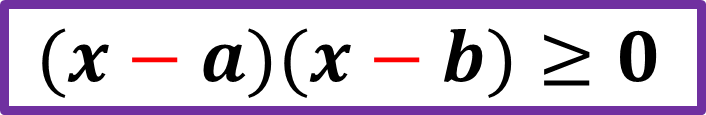 (x − a)(x − b) ≥ 0